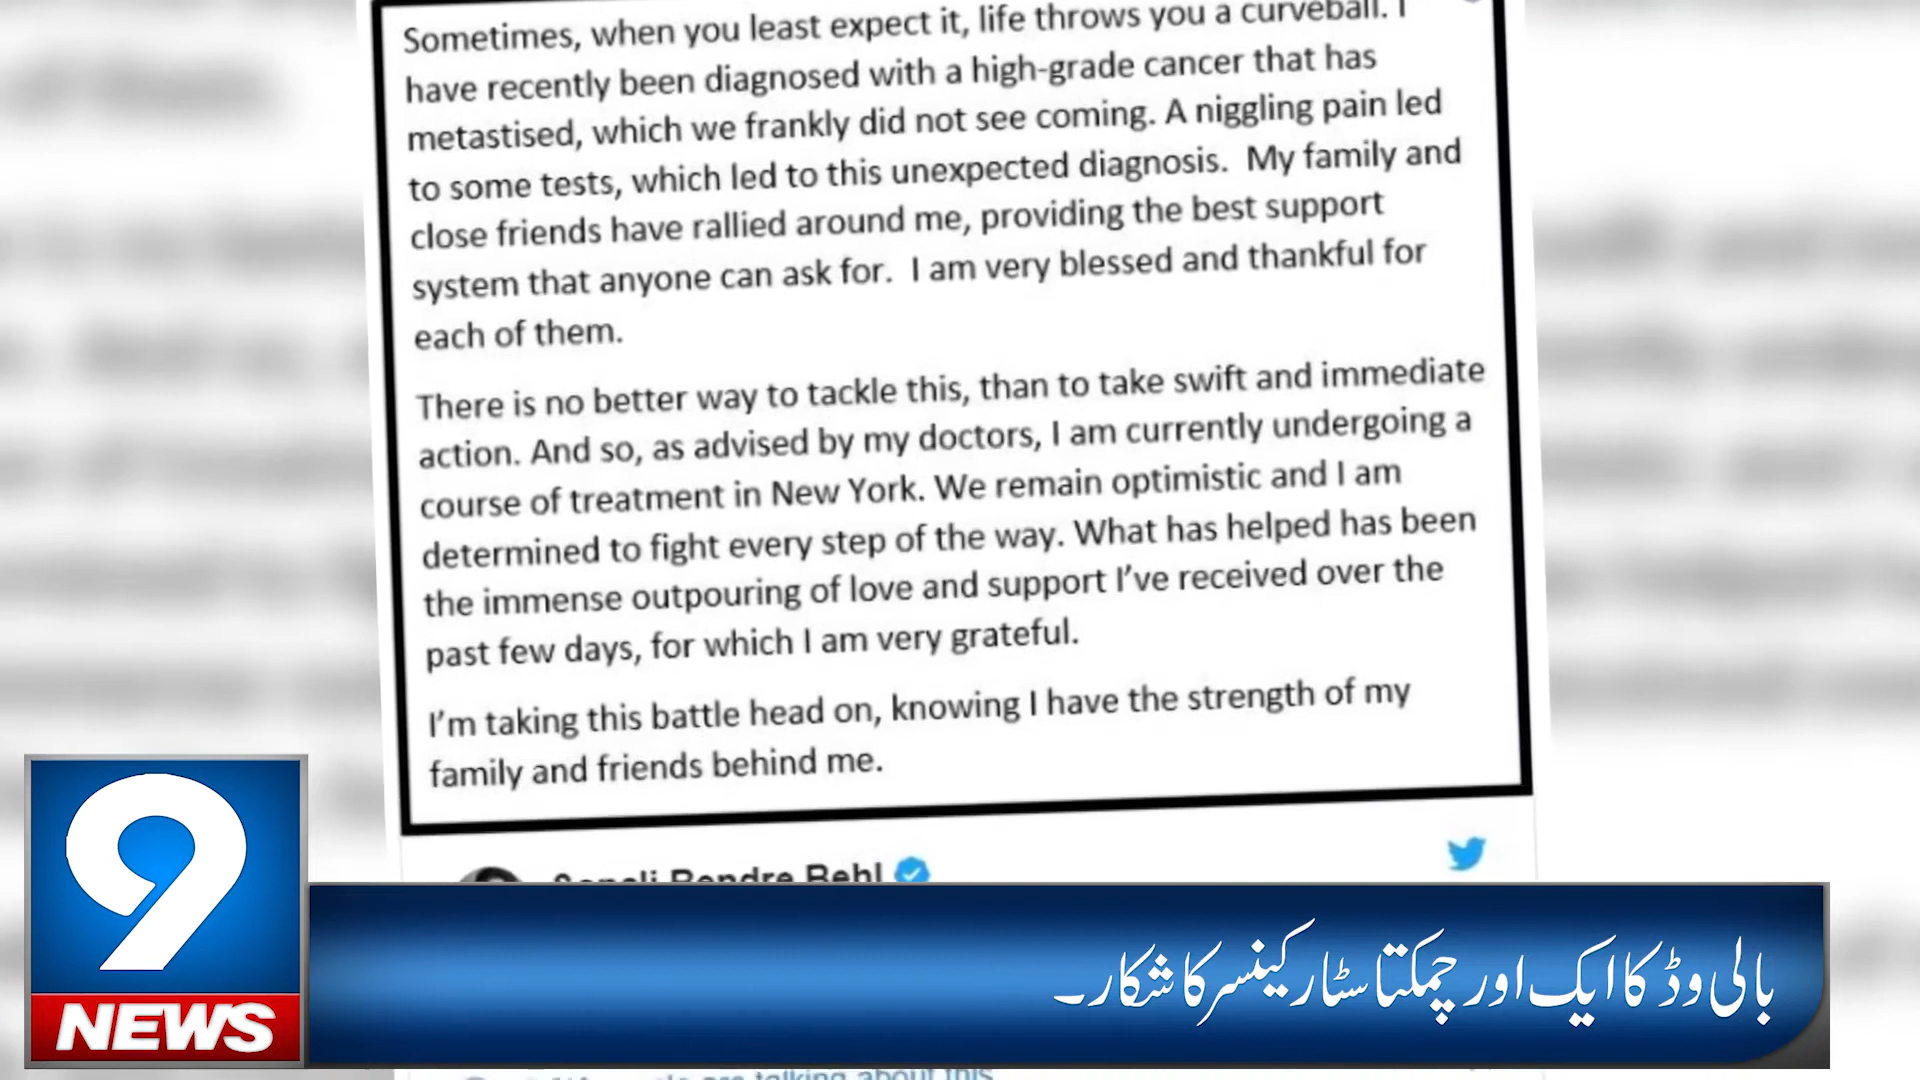 Sometimes, when you least expect it, life throws you a curveball. I
have recently been diagnosed with a high-grade cancer that has
metastised, which we frankly did not see coming. A niggling pain led
to some tests, which led to this unexpected diagnosis.  My family and
close friends have rallied around me, providing the best support
system that anyone can ask for.  I am very blessed and thankful for
each of them.
There is no better way to tackle this, than to take swift and immediate
action. And so, as advised by my doctors, I am currently undergoing a
course of treatment in New York. We remain optimistic and I am
determined to fight every step of the way. What has helped has been
the immense outpouring of love and support I've received over the
past few days, for which I am very grateful.
I'm taking this battle head on, knowing I have the strength of my
family and friends behind me.
Sonali Bendre Behl
9
NEWS
بالی وڈ کا ایک اور چمکتا سٹار کینسر کا شکار۔
are talking about this